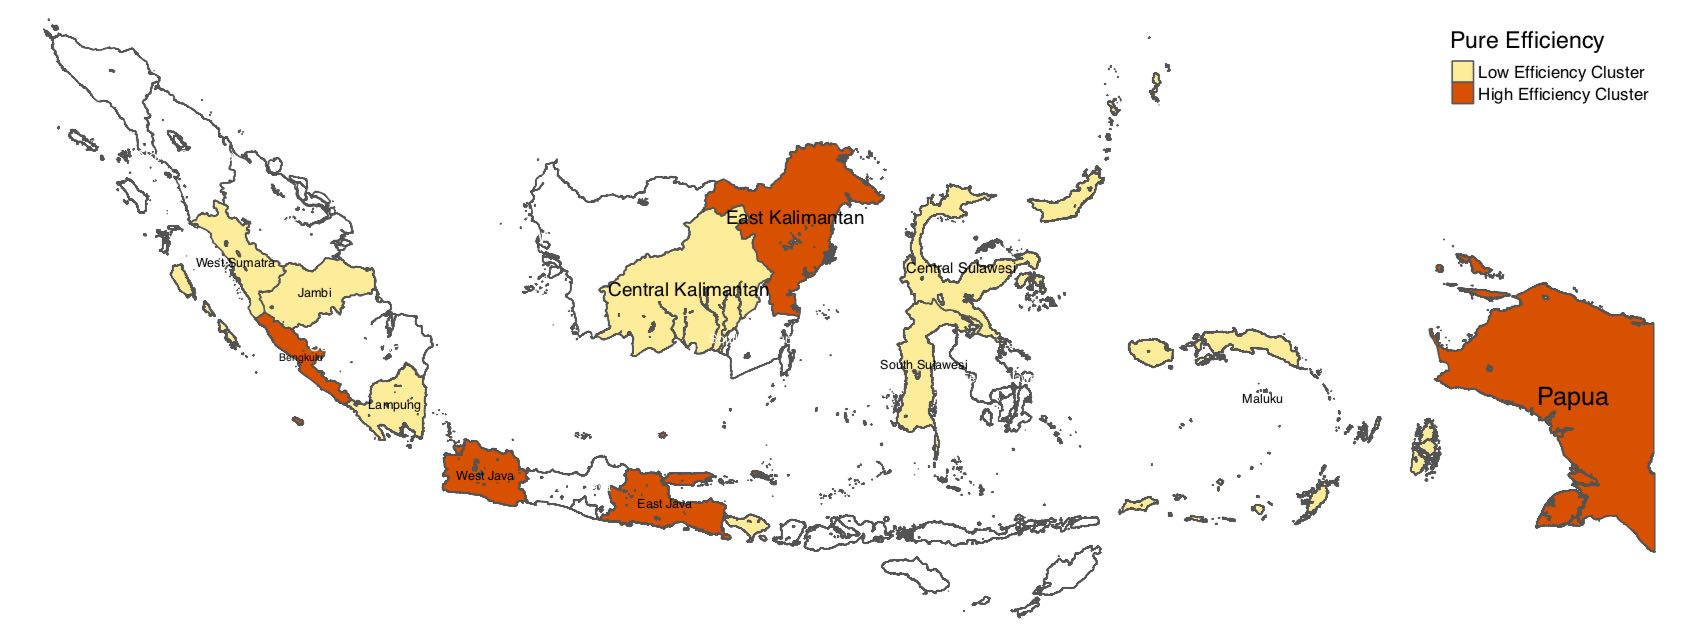 Pure Efficiency
Low Efficiency Cluster
High Efficiency Cluster
East Kalimantan
West Sumatra
Central Sulawesi
Central Kalimantan
Jambi
Bengkulu
South Sulawesi
Papua
Maluku
Lampung
West Java
East Java